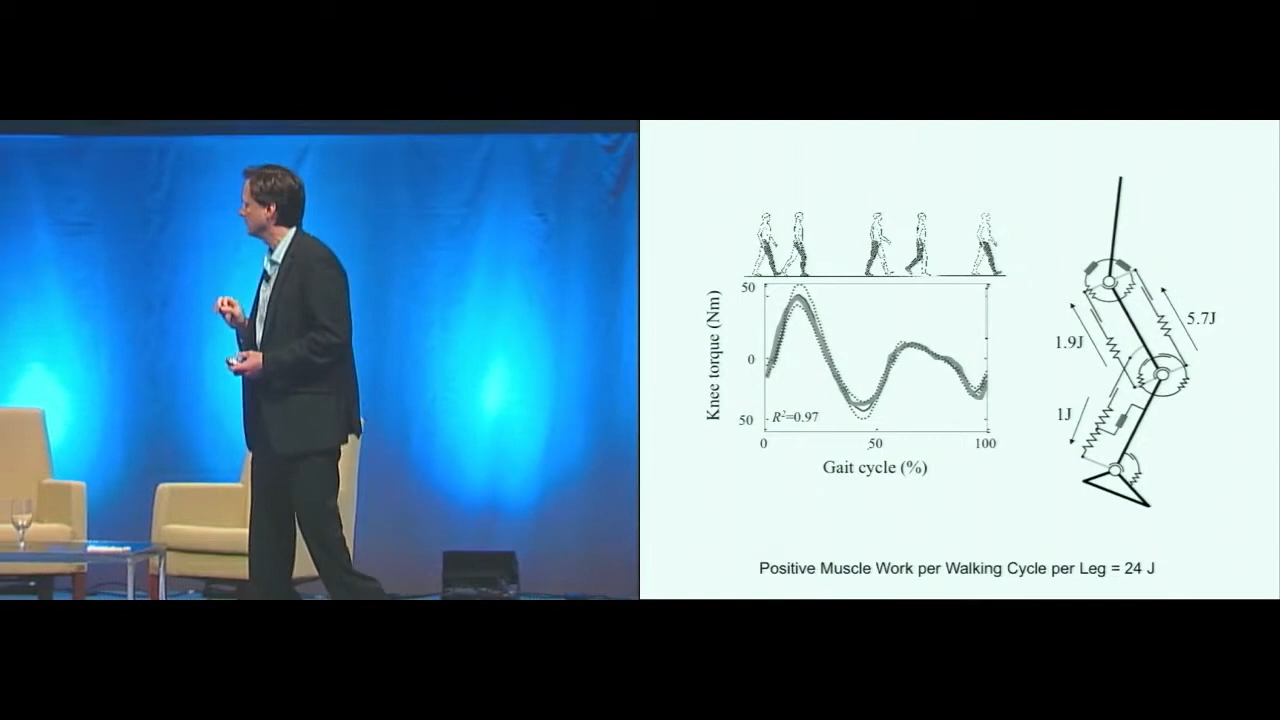 50
0
50
Knee torque (Nm)
R²=0.97
0
50
100
Gait cycle (%)
5.7J
1.9J
1J
Positive Muscle Work per Walking Cycle per Leg = 24 J